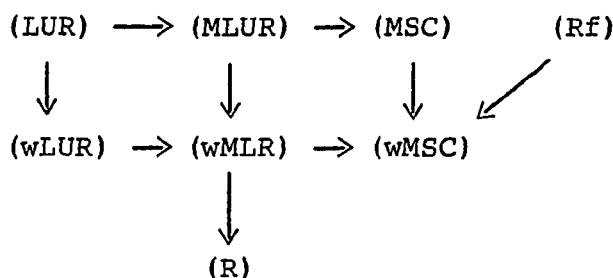 (LUR) → (MLUR) → (MSC) (Rf)
(wLUR) → (wMLR) → (wMSC)
(R)